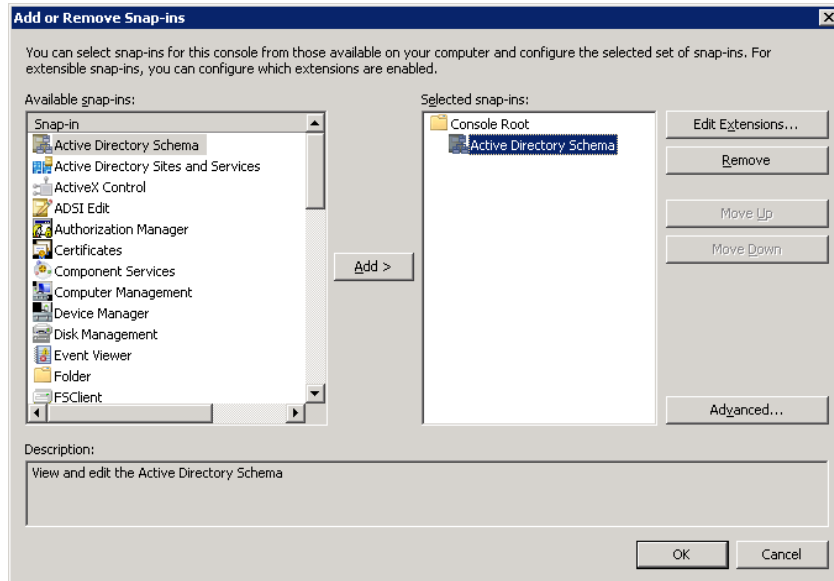 Add or Remove Snap-ins
You can select snap-ins for this console from those available on your computer and configure the selected set of snap-ins. For
extensible snap-ins, you can configure which extensions are enabled.
Available snap-ins:
Snap-in
Active Directory Schema
Active Directory Sites and Services
ActiveX Control
ADSI Edit
Authorization Manager
Certificates
Component Services
Computer Management
Device Manager
Disk Management
Event Viewer
Folder
FSClient
Add >
Selected snap-ins:
Console Root
Active Directory Schema
Edit Extensions...
Remove
Move Up
Move Down
Advanced...
Description:
View and edit the Active Directory Schema
OK
Cancel